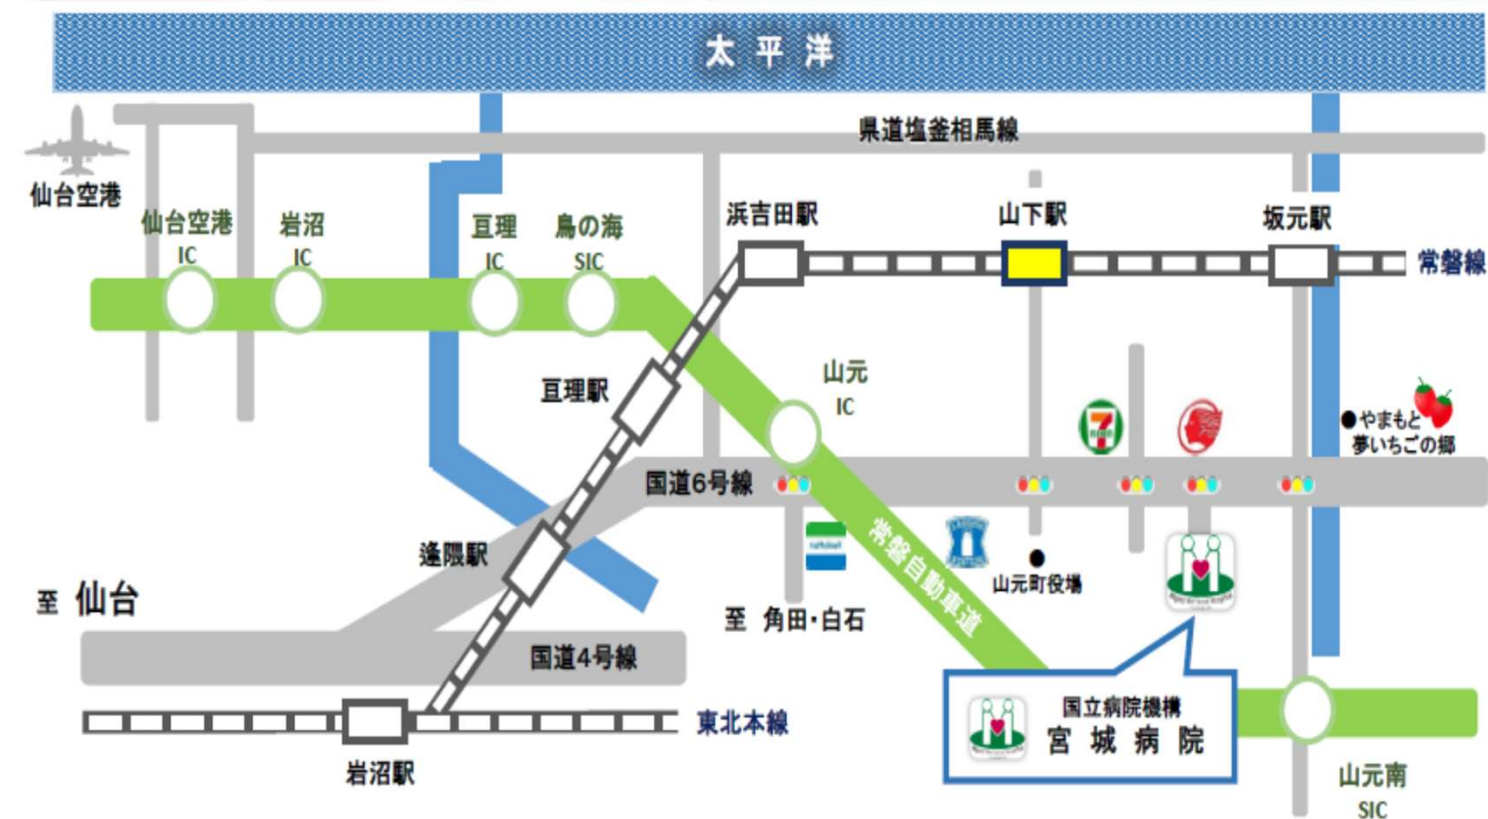 太平洋
県道塩釜相馬線
仙台空港
仙台空港
IC
岩沼
IC
亘理
IC
鳥の海
SIC
浜吉田駅
山下駅
坂元駅
常磐線
亘理駅
山元
IC
7
やまもと
夢いちごの郷
国道6号線
逢隈駅
常磐自動車道
山元町役場
至 仙台
至 角田・白石
国道4号線
国立病院機構
宮城病院
東北本線
岩沼駅
山元南
SIC